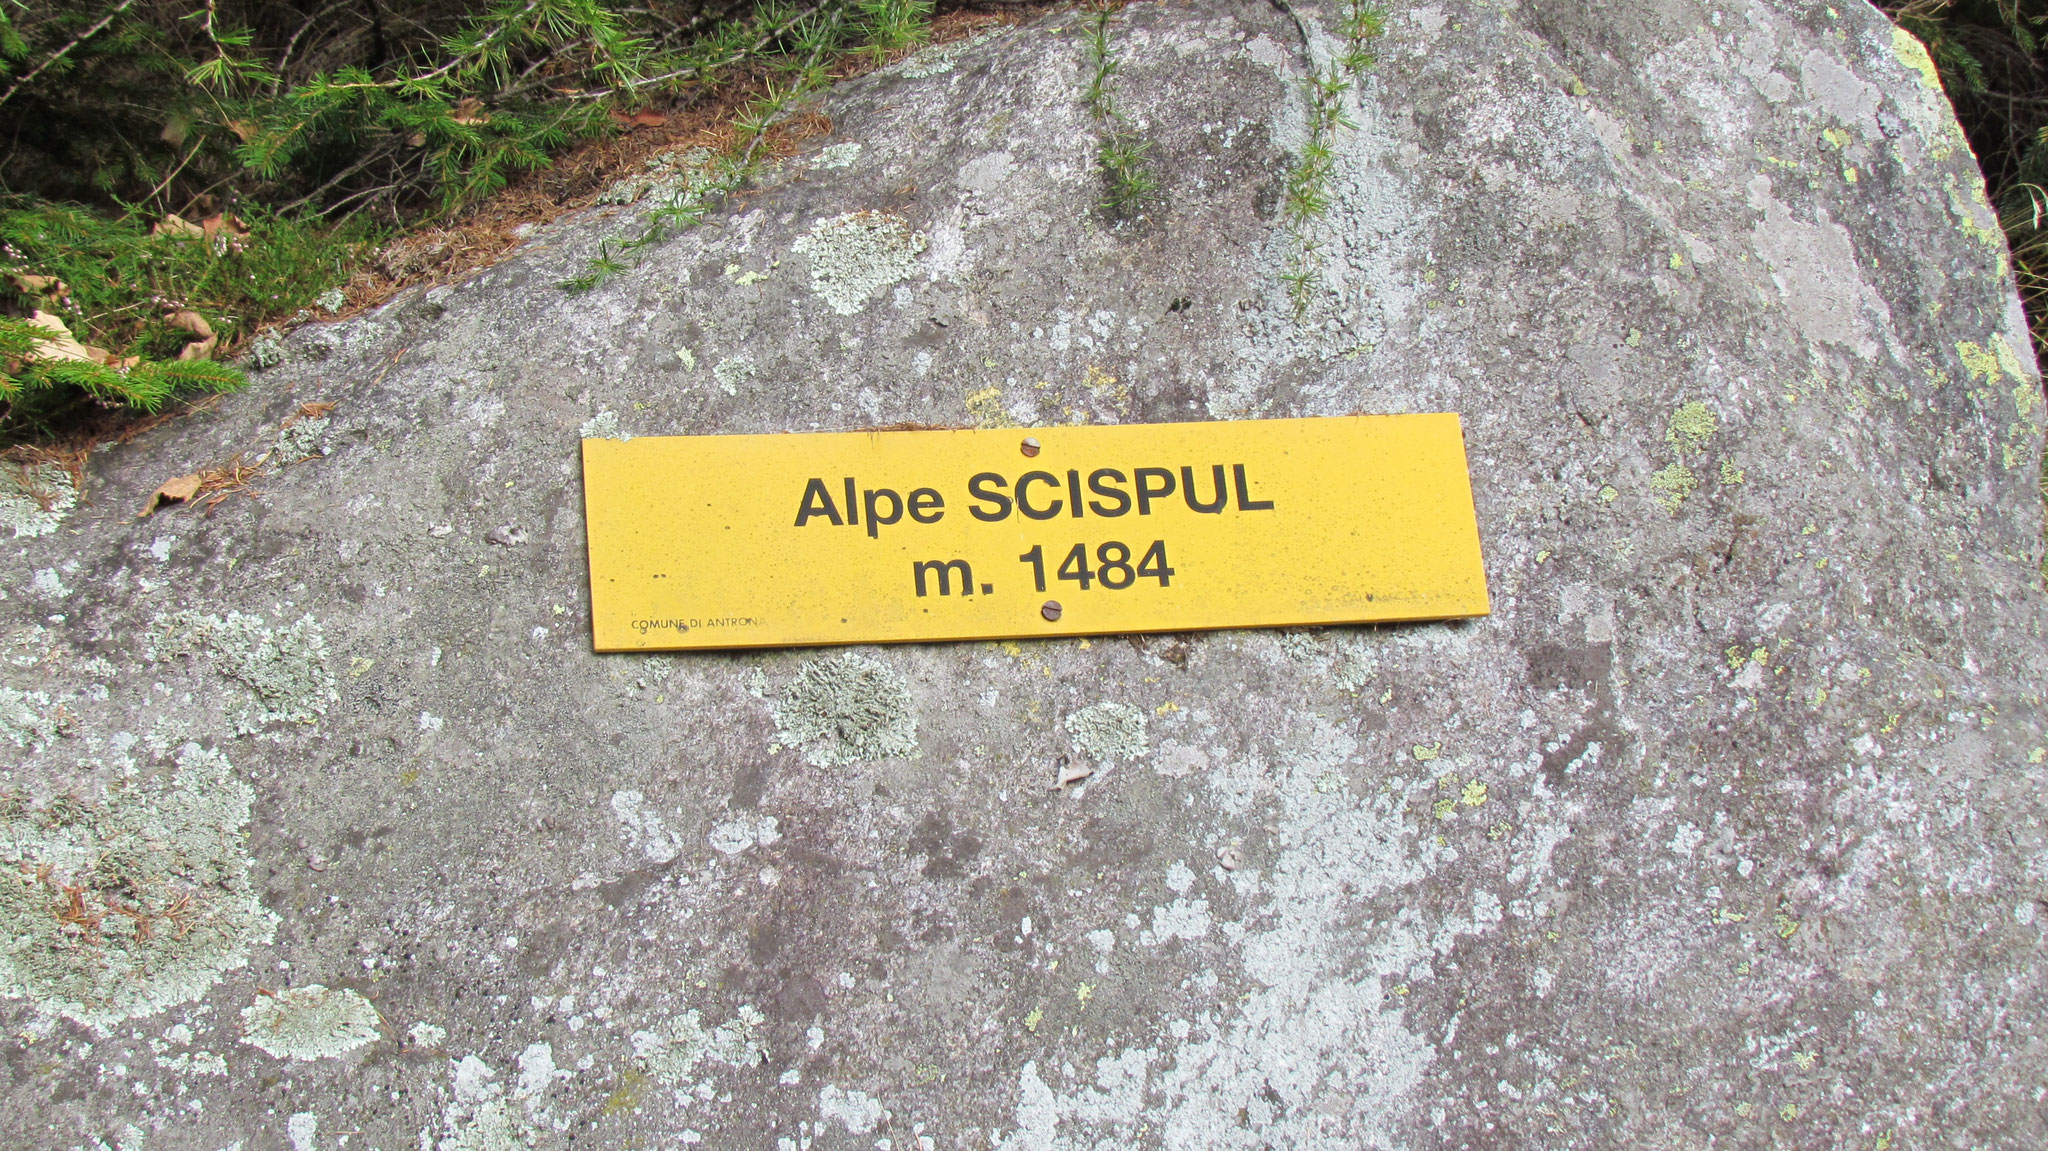 Alpe SCISPUL
m. 1484
COMUNE DI ANTRONA